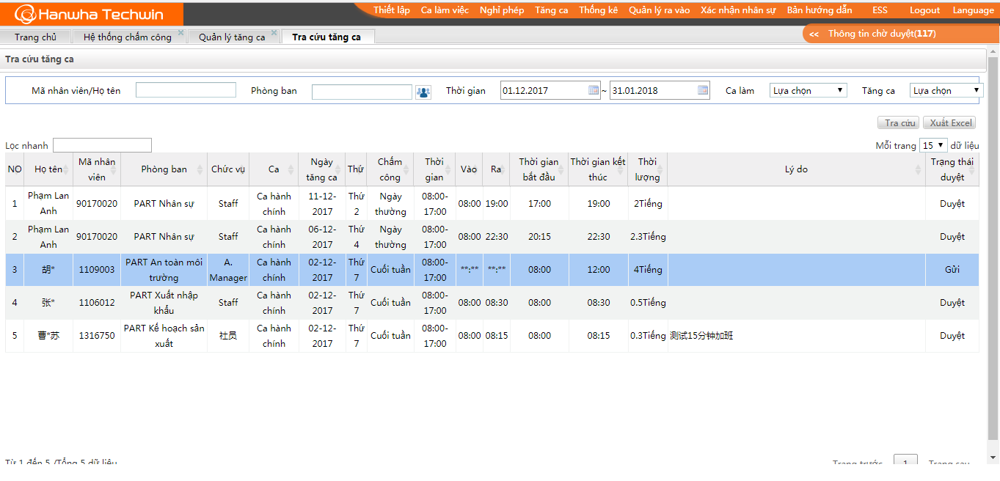 Hanwha Techwin
Thiết lập Ca làm việc Nghỉ phép Tăng ca Thống kê Quản lý ra vào Xác nhận nhân sự Bản hướng dẫn ESS Logout Language
Trang chủ Hệ thống chấm công Quản lý tăng ca Tra cứu tăng ca << Thông tin chờ duyệt(117)
Tra cứu tăng ca
Mã nhân viên/Họ tên Phòng ban Thời gian 01.12.2017 ~ 31.01.2018 Ca làm Lựa chọn Tăng ca Lựa chọn
Tra cứu Xuất Excel
Lọc nhanh Mỗi trang 15 dữ liệu
NO Họ tên Mã nhân viên Phòng ban Chức vụ Ca Ngày tăng ca Thứ Chấm công Thời gian Vào Ra Thời gian bắt đầu Thời gian kết thúc Thời lượng Lý do Trạng thái duyệt
1 Phạm Lan Anh 90170020 PART Nhân sự Staff Ca hành chính 11-12-2017 Thứ 2 Ngày thường 08:00-17:00 08:00 19:00 17:00 19:00 2Tiếng Duyệt
2 Phạm Lan Anh 90170020 PART Nhân sự Staff Ca hành chính 06-12-2017 Thứ 4 Ngày thường 08:00-17:00 08:00 22:30 20:15 22:30 2.3Tiếng Duyệt
3 胡* 1109003 PART An toàn môi trường A. Manager Ca hành chính 02-12-2017 Thứ 7 Cuối tuần 08:00-17:00 **:** **:** 08:00 12:00 4Tiếng Gửi
4 张* 1106012 PART Xuất nhập khẩu Staff Ca hành chính 02-12-2017 Thứ 7 Cuối tuần 08:00-17:00 08:00 08:30 08:00 08:30 0.5Tiếng Duyệt
5 曹*苏 1316750 PART Kế hoạch sản xuất 社员 Ca hành chính 02-12-2017 Thứ 7 Cuối tuần 08:00-17:00 08:00 08:15 08:00 08:15 0.3Tiếng 测试15分钟加班 Duyệt
Từ 1 đến 5 /Tổng 5 dữ liệu Trang trước 1 Trang sau